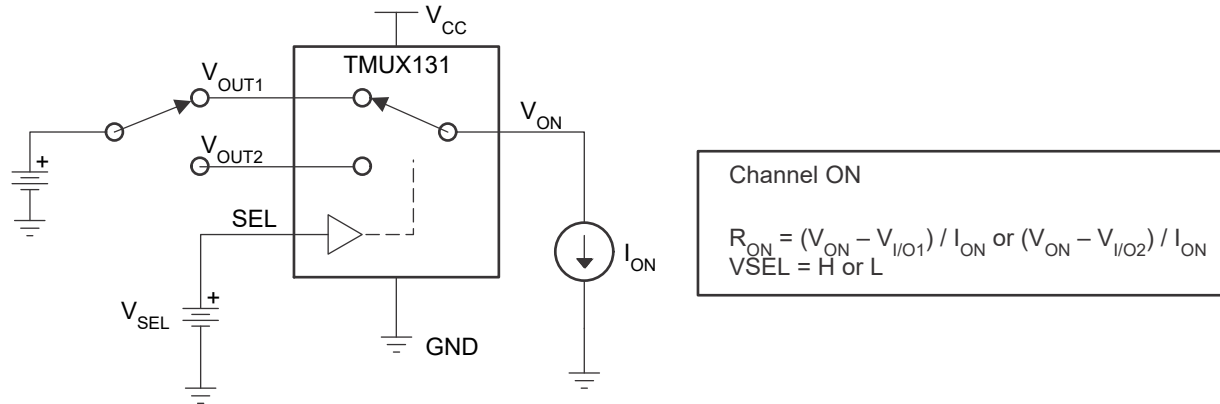 V_CC
TMUX131
V_OUT1
V_ON
V_OUT2
SEL
I_ON
V_SEL
GND
+
+
Channel ON
R_ON = (V_ON – V_I/O1) / I_ON or (V_ON – V_I/O2) / I_ON
VSEL = H or L